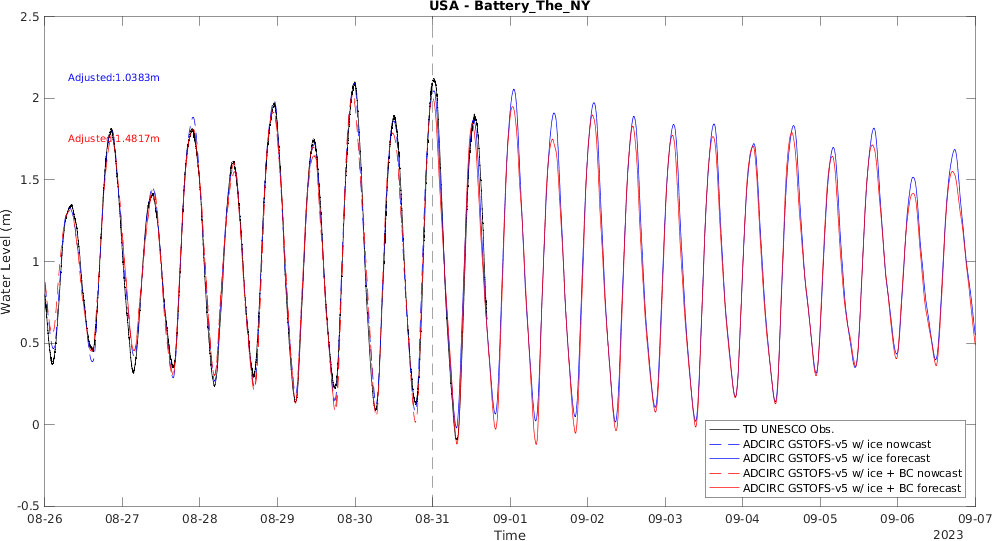 USA - Battery_The_NY
2.5
2
1.5
1
0.5
0
-0.5
Water Level (m)
Adjusted:1.0383m
Adjusted:1.4817m
TD UNESCO Obs.
ADCIRC GSTOFS-v5 w/ ice nowcast
ADCIRC GSTOFS-v5 w/ ice forecast
ADCIRC GSTOFS-v5 w/ ice + BC nowcast
ADCIRC GSTOFS-v5 w/ ice + BC forecast
08-26 08-27 08-28 08-29 08-30 08-31 09-01 09-02 09-03 09-04 09-05 09-06 09-07
Time
2023